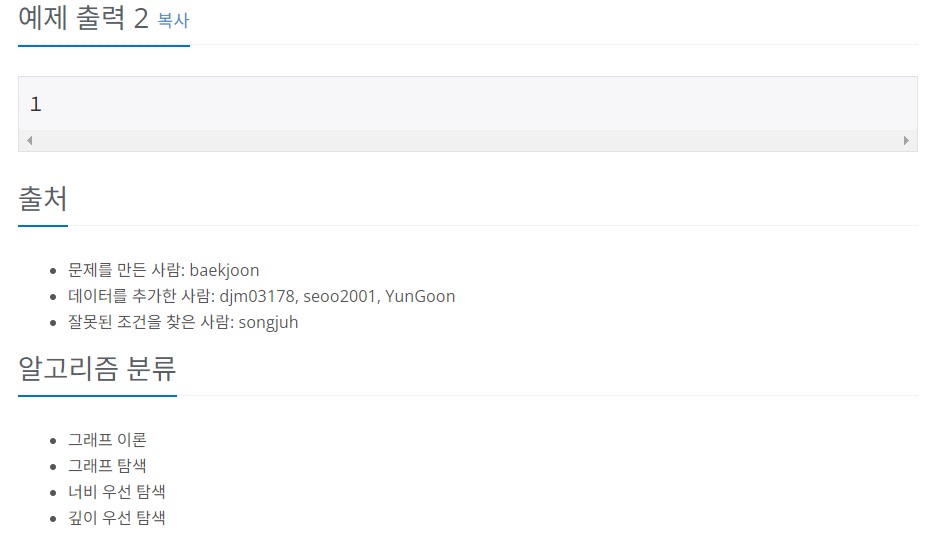 예제 출력 2 복사
1
출처
문제를 만든 사람: baekjoon
데이터를 추가한 사람: djm03178, seoo2001, YunGoon
잘못된 조건을 찾은 사람: songjuh
알고리즘 분류
그래프 이론
그래프 탐색
너비 우선 탐색
깊이 우선 탐색